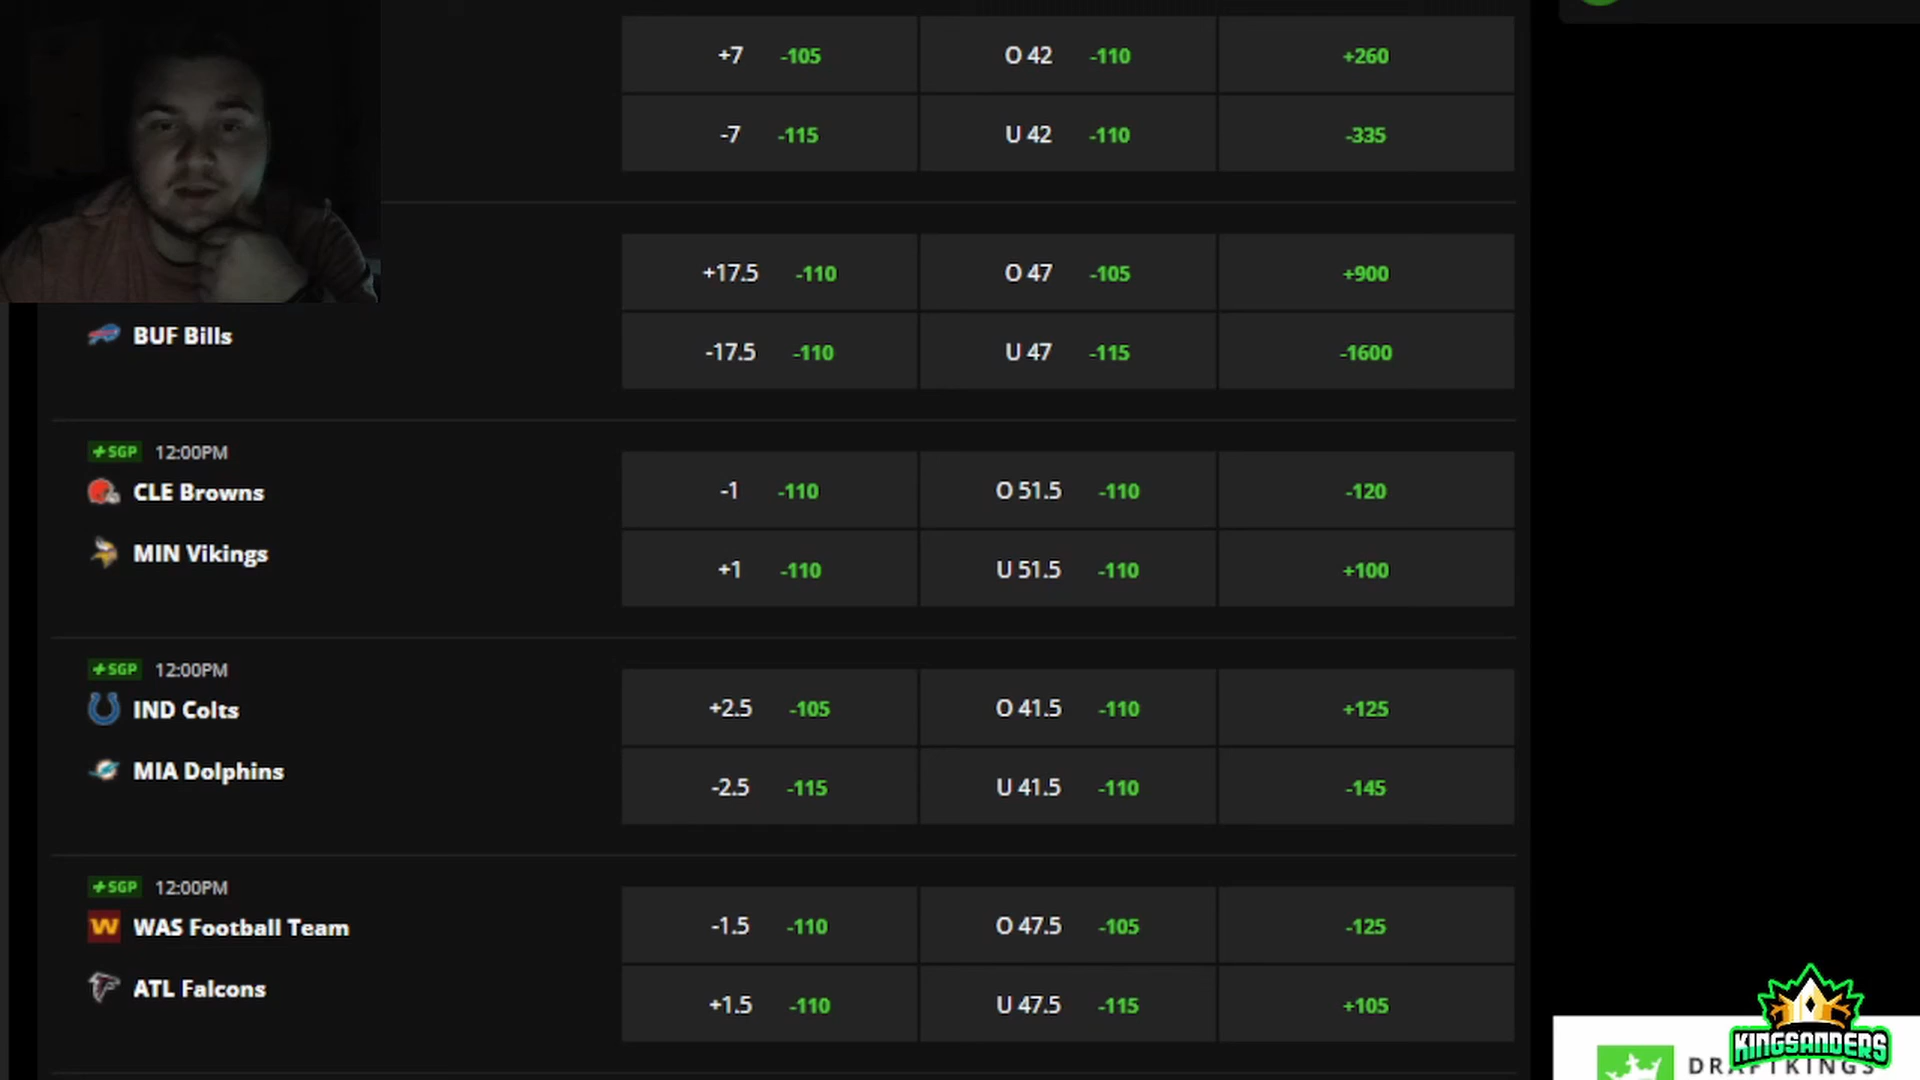 +7 -105 O 42 -110 +260
-7 -115 U 42 -110 -335
+17.5 -110 O 47 -105 +900
BUF Bills
-17.5 -110 U 47 -115 -1600
+SGP 12:00PM
CLE Browns -1 -110 O 51.5 -110 -120
MIN Vikings +1 -110 U 51.5 -110 +100
+SGP 12:00PM
IND Colts +2.5 -105 O 41.5 -110 +125
MIA Dolphins -2.5 -115 U 41.5 -110 -145
+SGP 12:00PM
W
WAS Football Team -1.5 -110 O 47.5 -105 -125
ATL Falcons +1.5 -110 U 47.5 -115 +105
KINGSANDERS
DRAFTKINGS